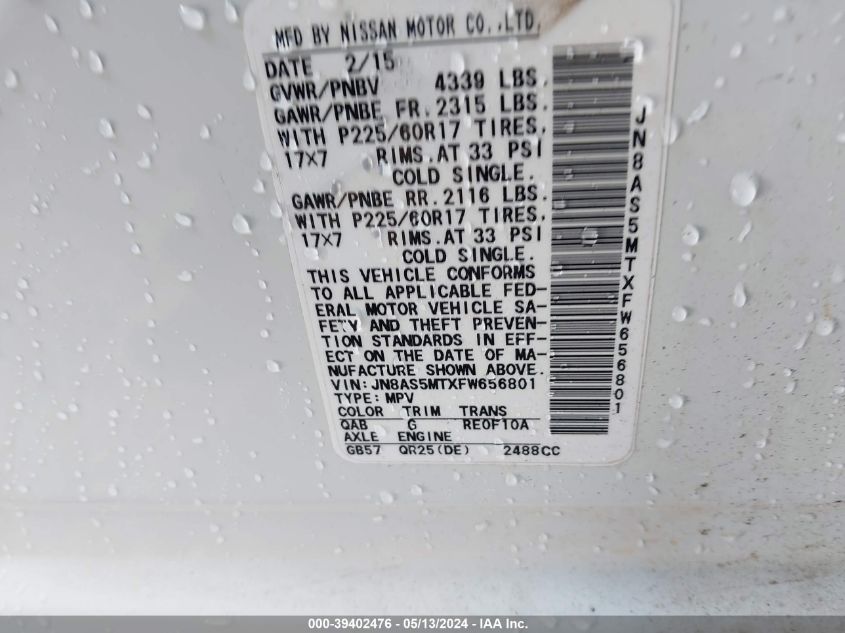 MFD BY NISSAN MOTOR CO.,LTD.
DATE 2/15
GVWR/PNBV 4339 LBS.
GAWR/PNBE FR.2315 LBS.
WITH P225/60R17 TIRES,
17X7 RIMS.AT 33 PSI
COLD SINGLE.
GAWR/PNBE RR.2116 LBS.
WITH P225/60R17 TIRES,
17X7 RIMS.AT 33 PSI
COLD SINGLE.
THIS VEHICLE CONFORMS
TO ALL APPLICABLE FED-
ERAL MOTOR VEHICLE SA-
FETY AND THEFT PREVEN-
TION STANDARDS IN EFF-
ECT ON THE DATE OF MA-
NUFACTURE SHOWN ABOVE.
VIN:JN8AS5MTXFW656801
TYPE:MPV
COLOR TRIM TRANS
QAB G RE0F10A
AXLE ENGINE
GB57 QR25(DE) 2488CC
JN8AS5MTXFW656801
000-39402476 - 05/13/2024 - IAA Inc.